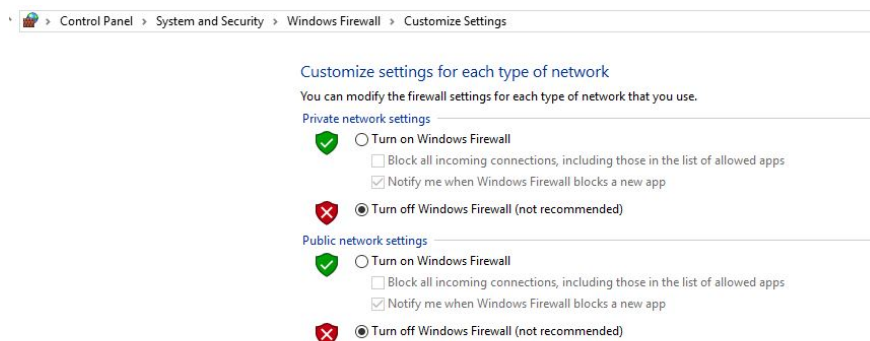 Control Panel > System and Security > Windows Firewall > Customize Settings
Customize settings for each type of network
You can modify the firewall settings for each type of network that you use.
Private network settings
Turn on Windows Firewall
Block all incoming connections, including those in the list of allowed apps
Notify me when Windows Firewall blocks a new app
Turn off Windows Firewall (not recommended)
Public network settings
Turn on Windows Firewall
Block all incoming connections, including those in the list of allowed apps
Notify me when Windows Firewall blocks a new app
Turn off Windows Firewall (not recommended)